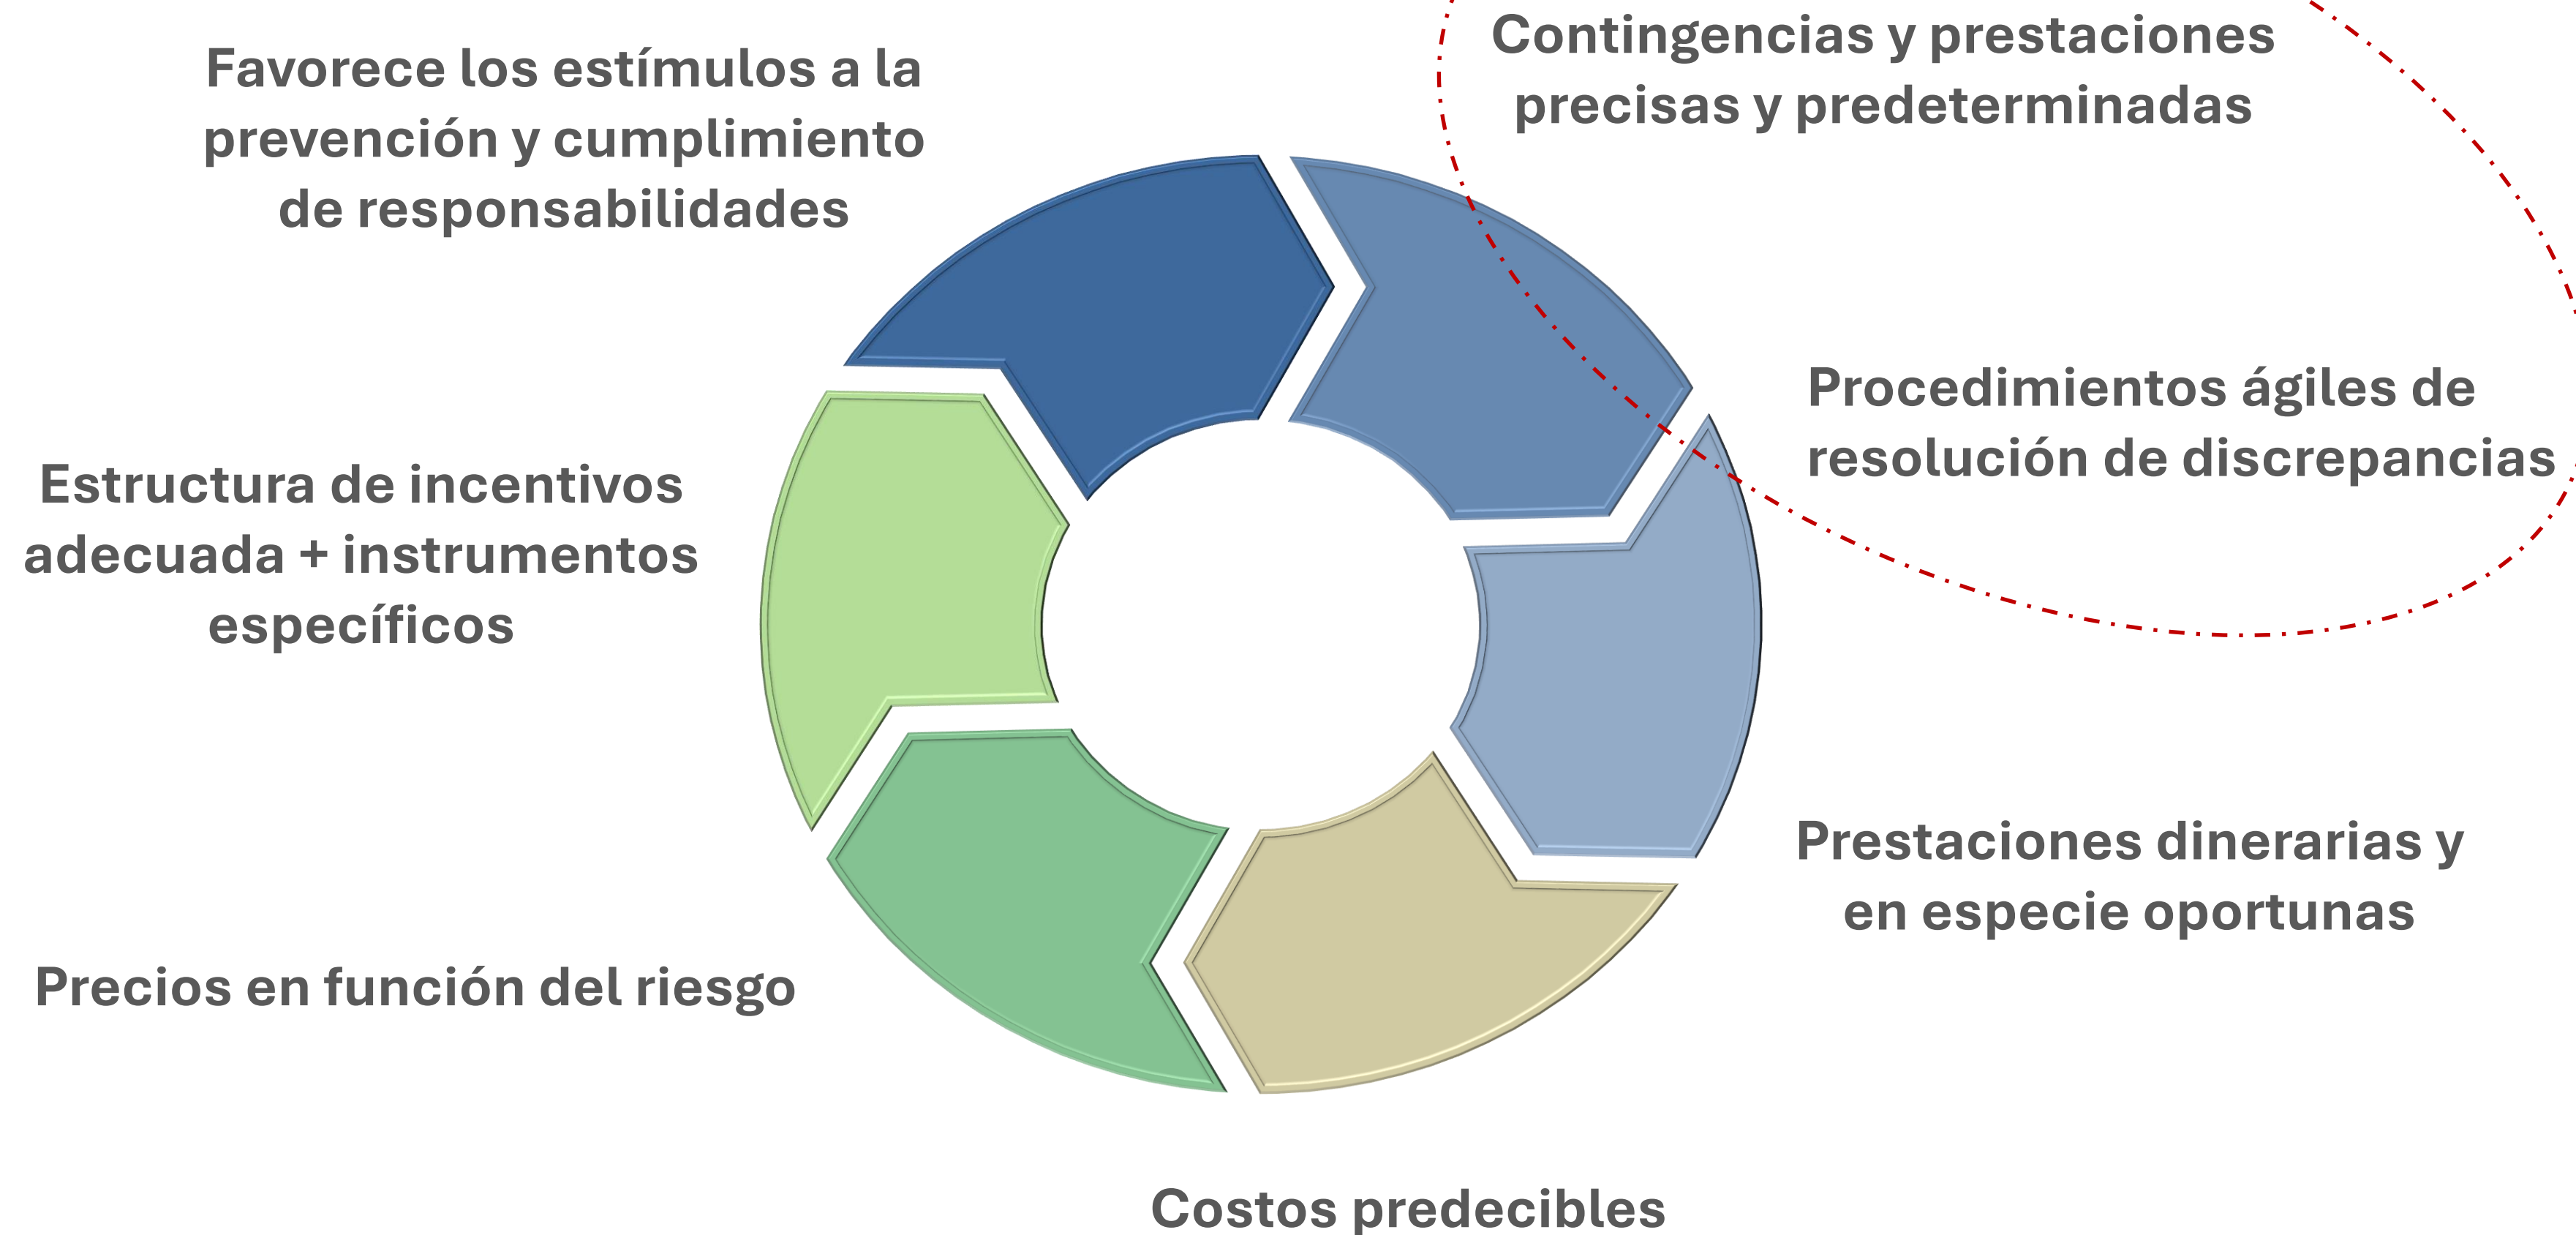 Favorece los estímulos a la
prevención y cumplimiento
de responsabilidades
Contingencias y prestaciones
precisas y predeterminadas
Procedimientos ágiles de
resolución de discrepancias
Estructura de incentivos
adecuada + instrumentos
específicos
Prestaciones dinerarias y
en especie oportunas
Precios en función del riesgo
Costos predecibles